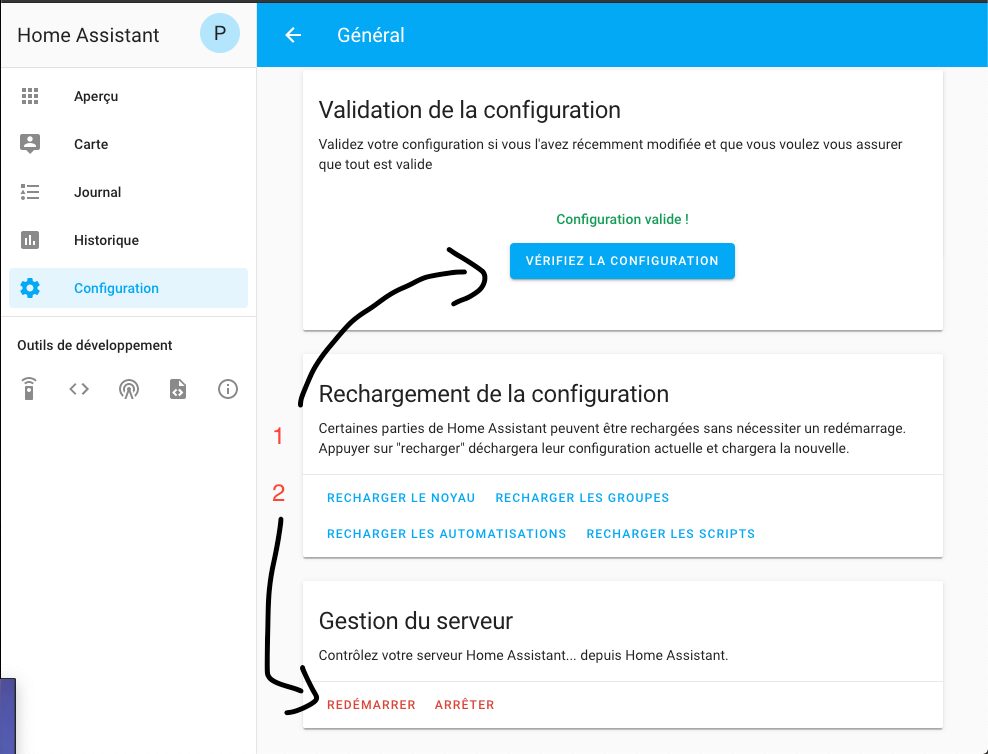 Home Assistant
P
Général
Aperçu
Carte
Journal
Historique
Configuration
Outils de développement
Validation de la configuration
Validez votre configuration si vous l'avez récemment modifiée et que vous voulez vous assurer
que tout est valide
Configuration valide !
VÉRIFIEZ LA CONFIGURATION
1
2
Rechargement de la configuration
Certaines parties de Home Assistant peuvent être rechargées sans nécessiter un redémarrage.
Appuyer sur "recharger" déchargera leur configuration actuelle et chargera la nouvelle.
RECHARGER LE NOYAU RECHARGER LES GROUPES
RECHARGER LES AUTOMATISATIONS RECHARGER LES SCRIPTS
Gestion du serveur
Contrôlez votre serveur Home Assistant... depuis Home Assistant.
REDÉMARRER ARRÊTER